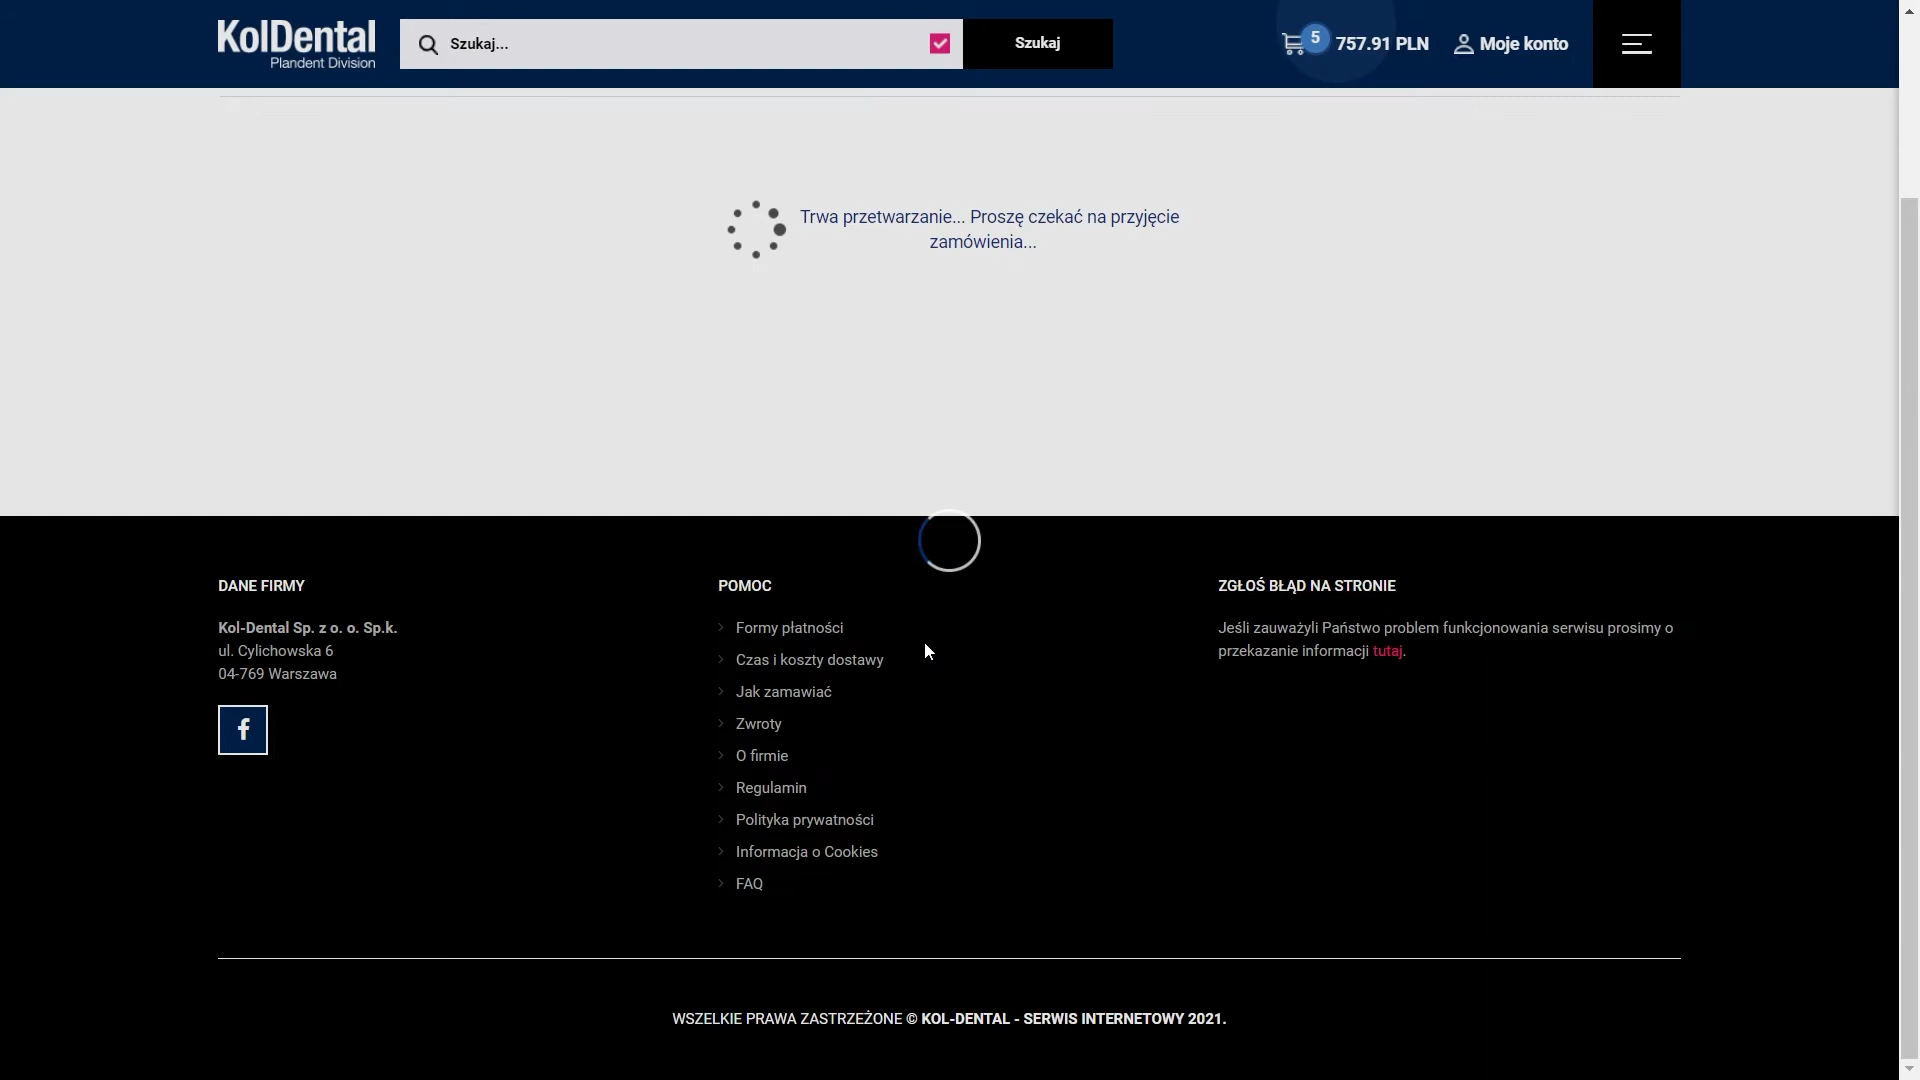 KolDental
Plandent Division
Szukaj...
Szukaj
5
757.91 PLN
Moje konto
Trwa przetwarzanie... Proszę czekać na przyjęcie
zamówienia...
DANE FIRMY
Kol-Dental Sp. z o. o. Sp.k.
ul. Cylichowska 6
04-769 Warszawa
f
POMOC
Formy płatności
Czas i koszty dostawy
Jak zamawiać
Zwroty
O firmie
Regulamin
Polityka prywatności
Informacja o Cookies
FAQ
ZGŁOŚ BŁĄD NA STRONIE
Jeśli zauważyli Państwo problem funkcjonowania serwisu prosimy o
przekazanie informacji tutaj.
WSZELKIE PRAWA ZASTRZEŻONE © KOL-DENTAL - SERWIS INTERNETOWY 2021.